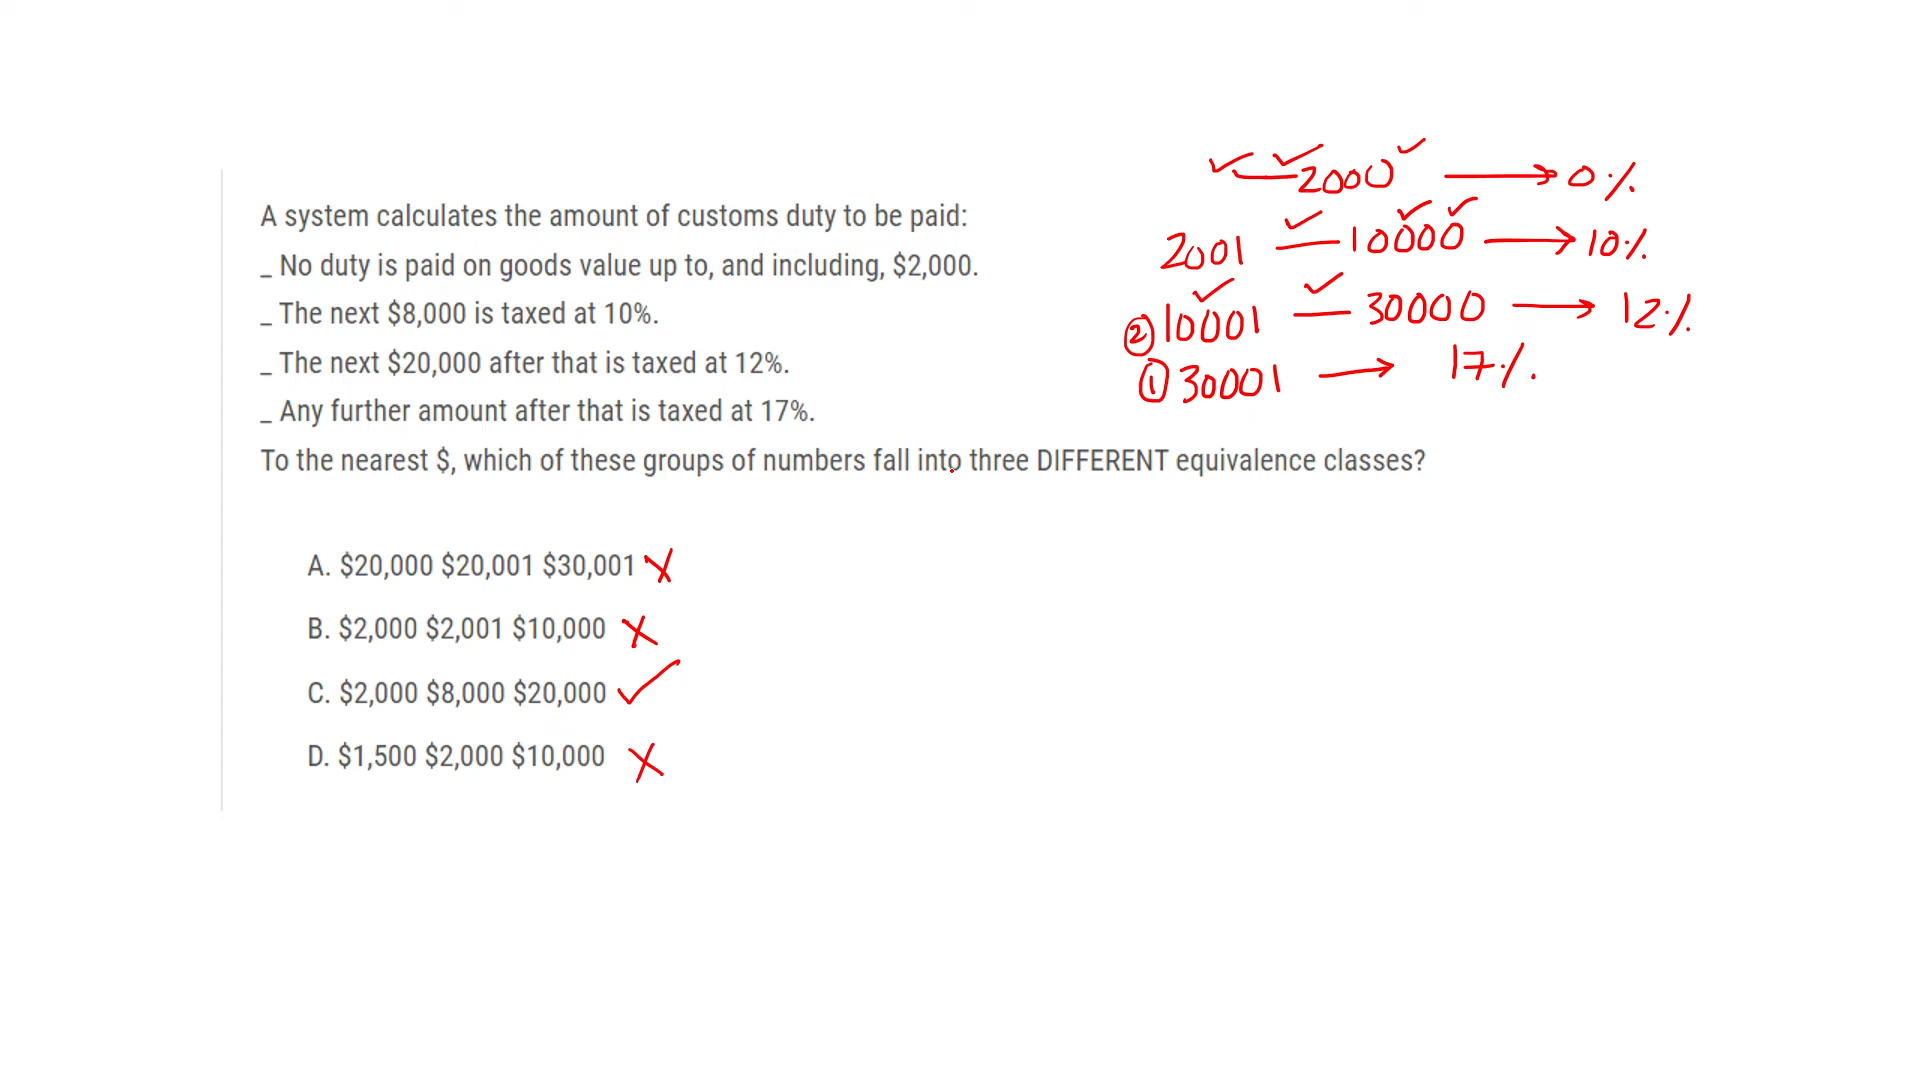 A system calculates the amount of customs duty to be paid:
_ No duty is paid on goods value up to, and including, $2,000.
_ The next $8,000 is taxed at 10%.
_ The next $20,000 after that is taxed at 12%.
_ Any further amount after that is taxed at 17%.
To the nearest $, which of these groups of numbers fall into three DIFFERENT equivalence classes?
A. $20,000 $20,001 $30,001
B. $2,000 $2,001 $10,000
C. $2,000 $8,000 $20,000
D. $1,500 $2,000 $10,000
— 2000 → 0%
2001 — 10000 → 10%
② 10001 — 30000 → 12%
① 30001 → 17%